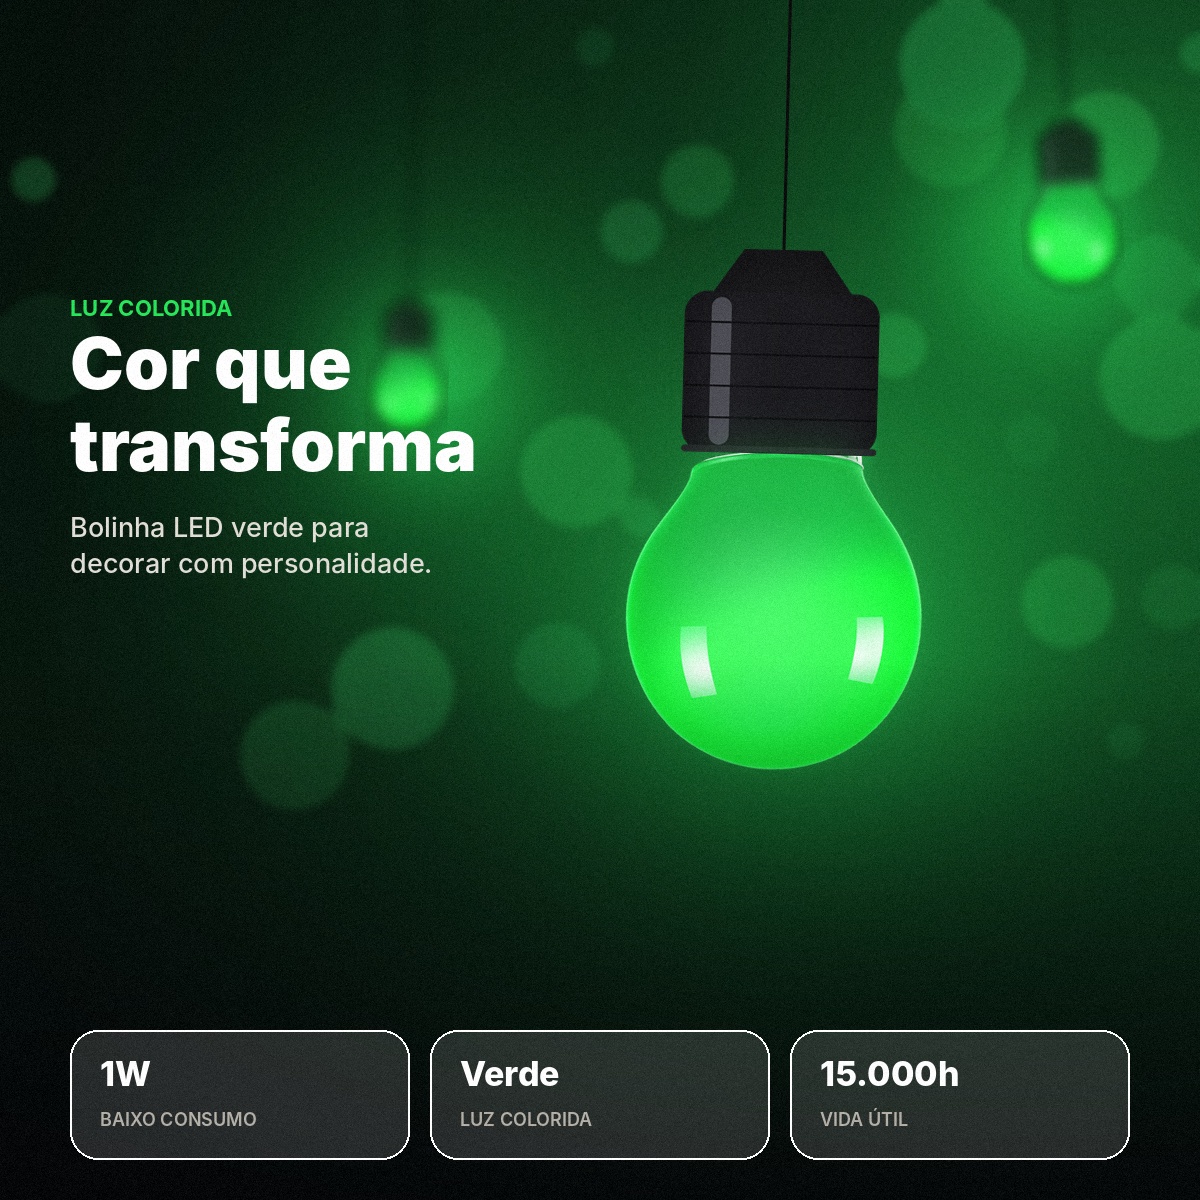 LUZ COLORIDA
Cor que
transforma
Bolinha LED verde para
decorar com personalidade.
1W
BAIXO CONSUMO
Verde
LUZ COLORIDA
15.000h
VIDA ÚTIL